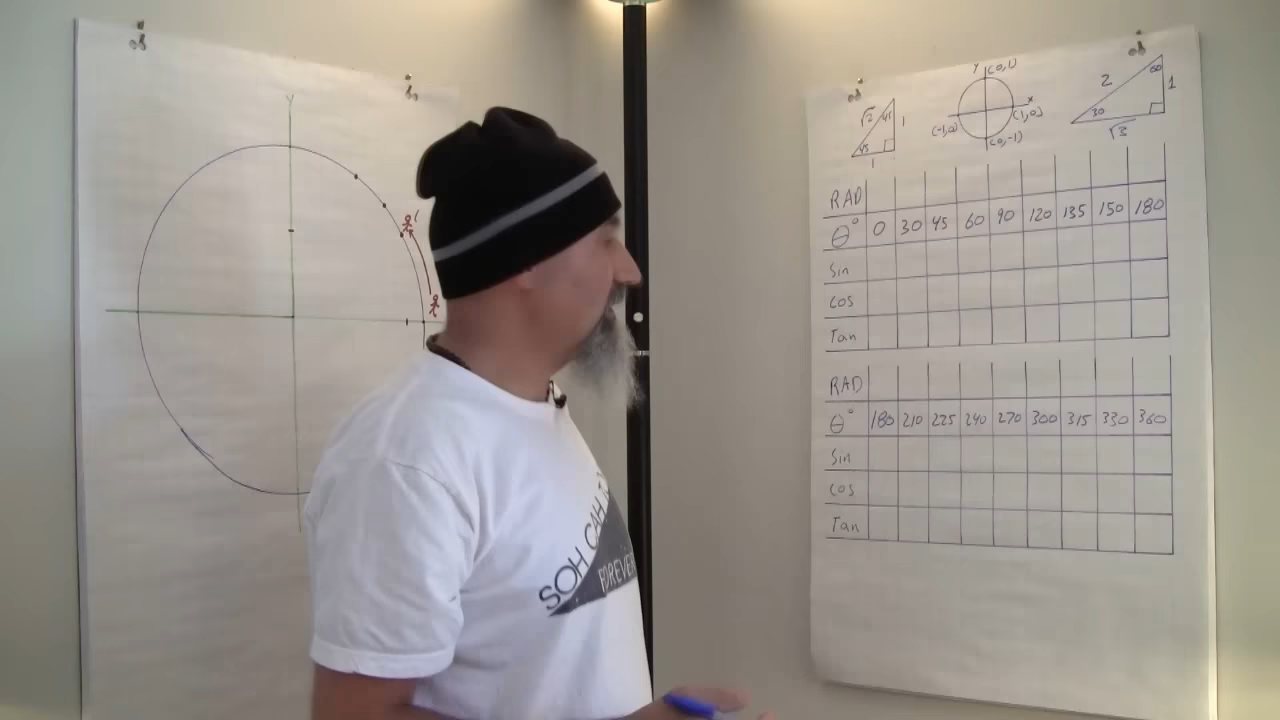 Y
SOH CAH T
FOREVER
√2 45 1
45
1
Y (0,1)
X
(-1,0) (1,0)
(0,-1)
2 60 1
30
√3
RAD
θ° 0 30 45 60 90 120 135 150 180
Sin
cos
Tan
RAD
θ° 180 210 225 240 270 300 315 330 360
Sin
cos
Tan